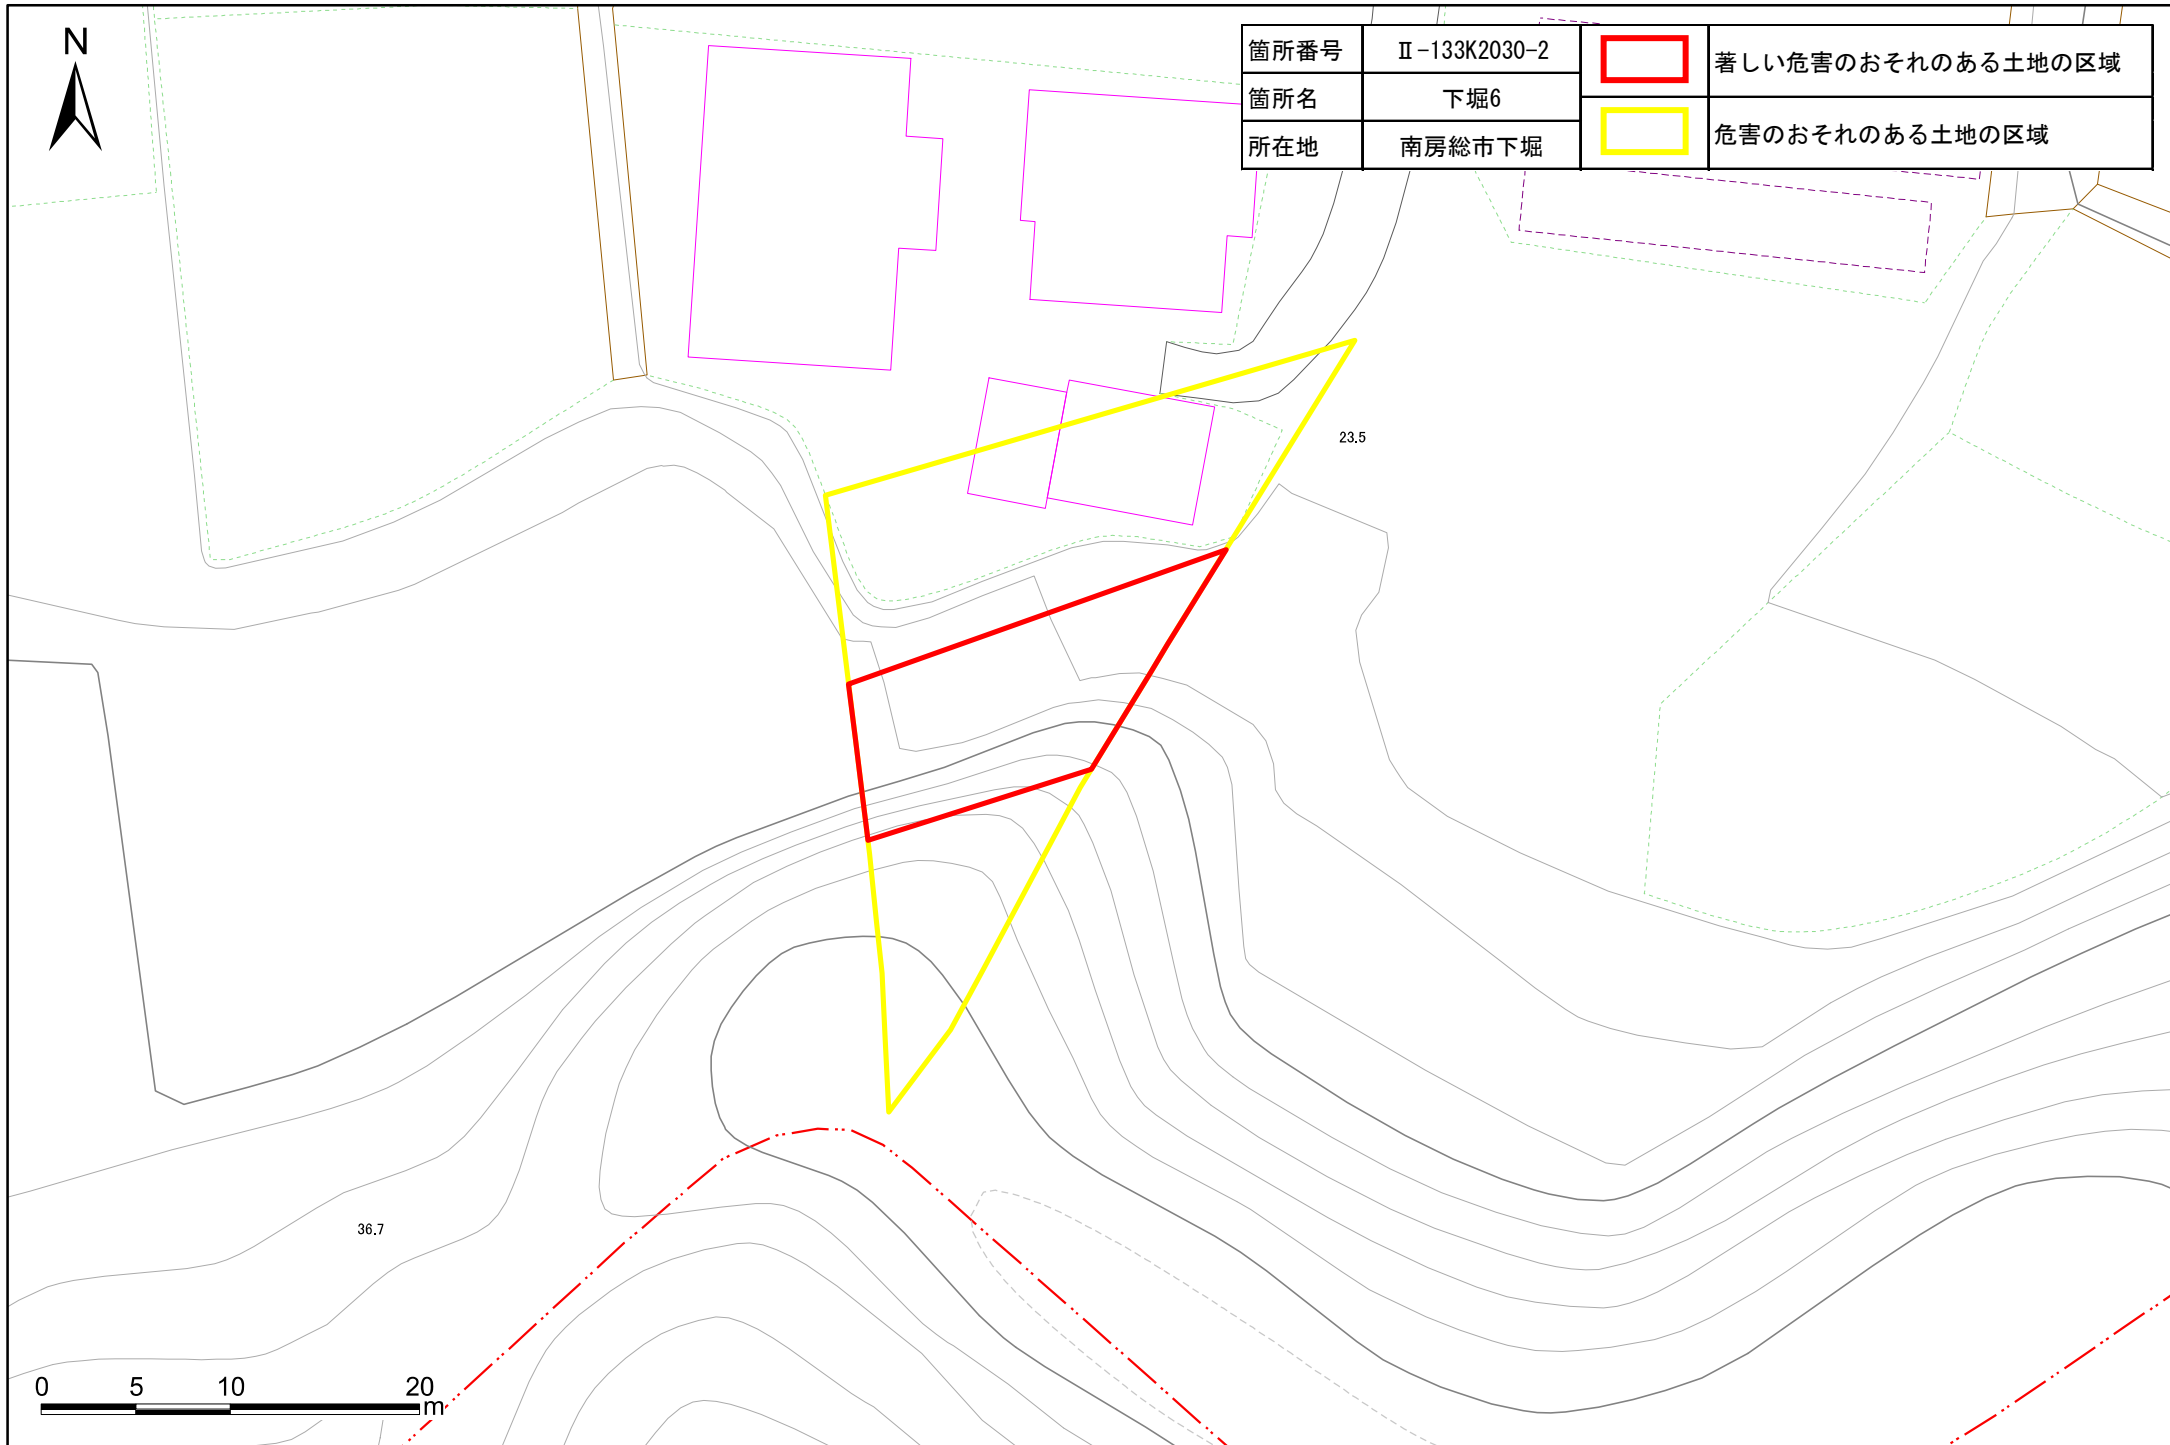 N
箇所番号 Ⅱ-133K2030-2
箇所名 下堀6
所在地 南房総市下堀
著しい危害のおそれのある土地の区域
危害のおそれのある土地の区域
23.5
36.7
0 5 10 20
m